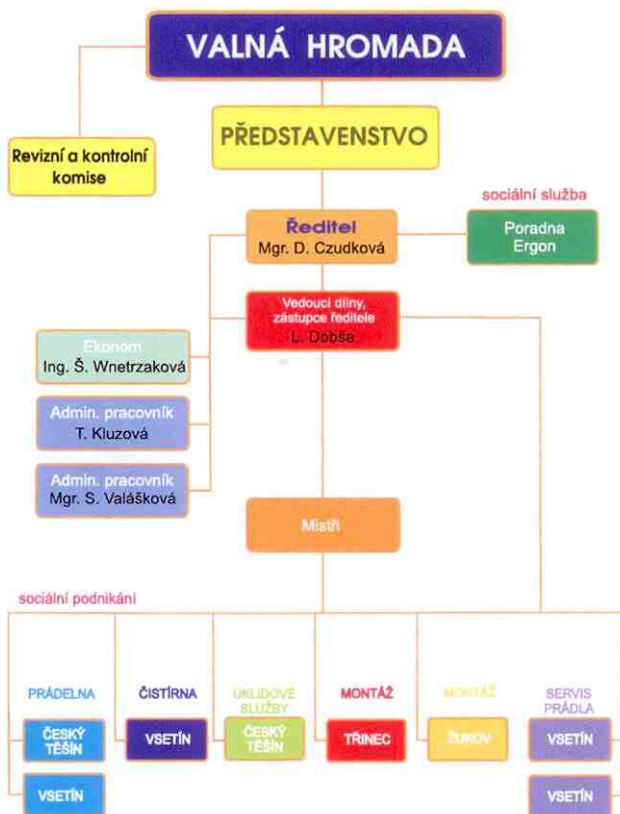 VALNÁ HROMADA
PŘEDSTAVENSTVO
Revizní a kontrolní
komise
sociální služba
Ředitel
Mgr. D. Czudková
Poradna
Ergon
Vedoucí dílny,
zástupce ředitele
L. Dobša
Ekonom
Ing. Š. Wnetrzaková
Admin. pracovník
T. Kluzová
Admin. pracovník
Mgr. S. Valášková
Mistři
sociální podnikání
PRÁDELNA
ČISTÍRNA
ÚKLIDOVÉ
SLUŽBY
MONTÁŽ
MONTÁŽ
SERVIS
PRÁDLA
ČESKÝ
TĚŠÍN
VSETÍN
ČESKÝ
TĚŠÍN
TŘINEC
ŽUKOV
VSETÍN
VSETÍN
VSETÍN